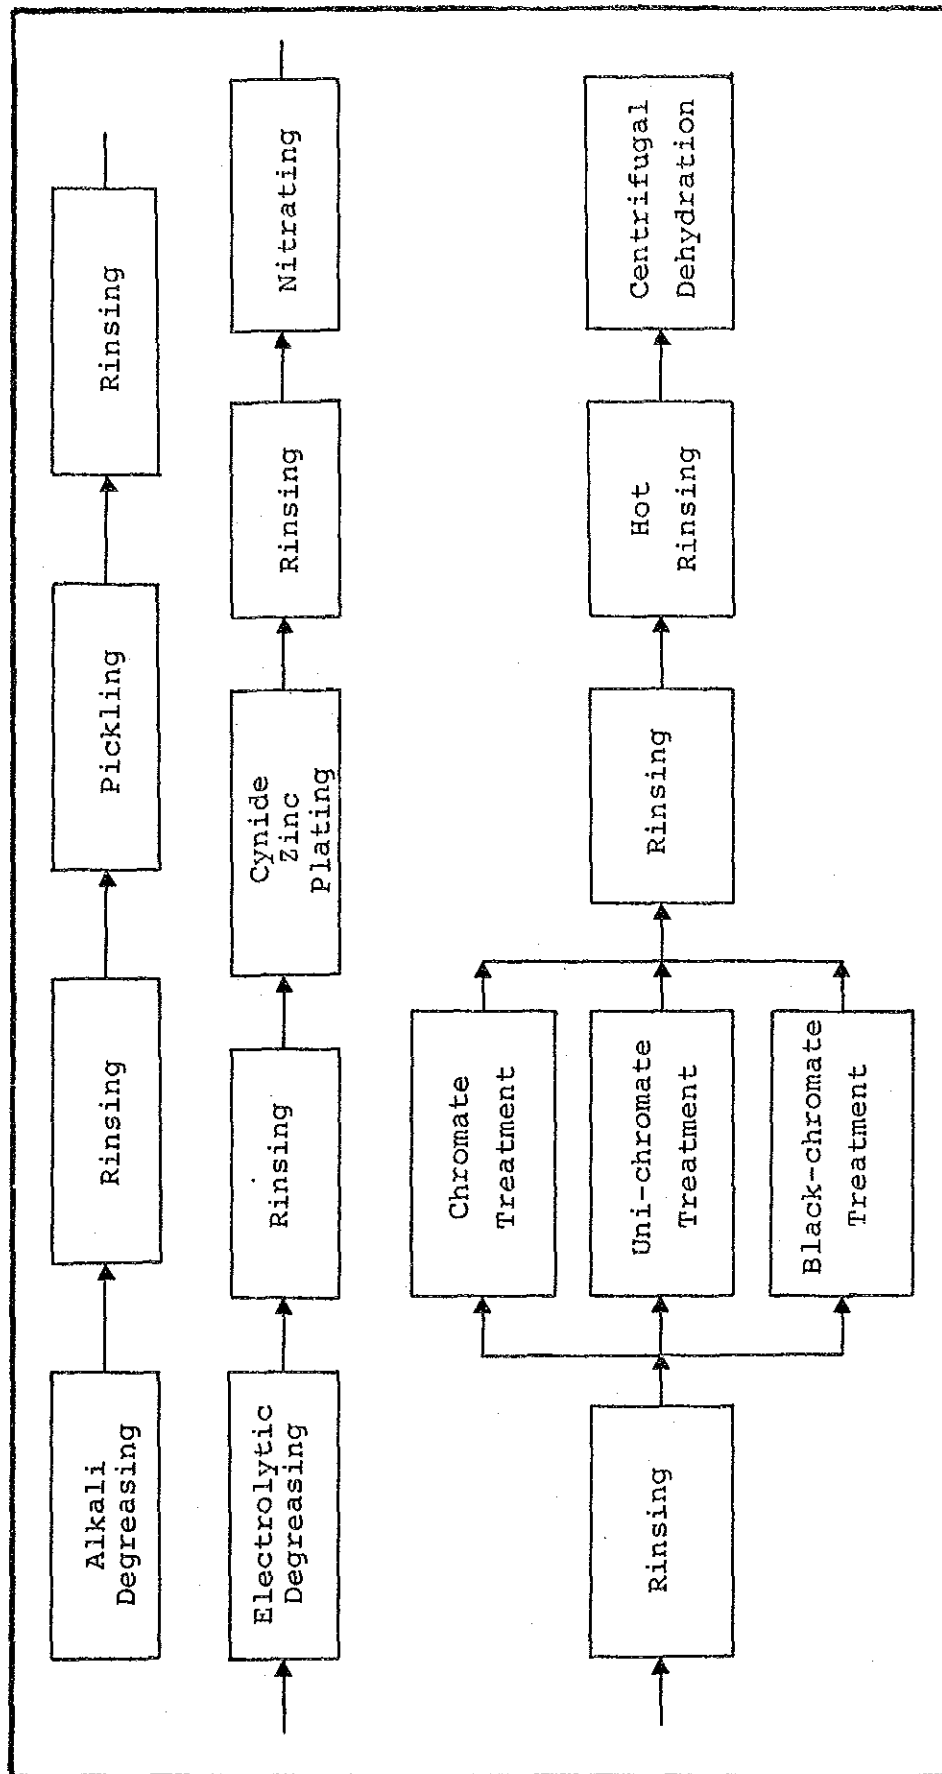 Alkali
Degreasing
Rinsing
Pickling
Rinsing
Electrolytic
Degreasing
Rinsing
Cynide
Zinc
Plating
Rinsing
Nitrating
Rinsing
Chromate
Treatment
Uni-chromate
Treatment
Black-chromate
Treatment
Rinsing
Hot
Rinsing
Centrifugal
Dehydration